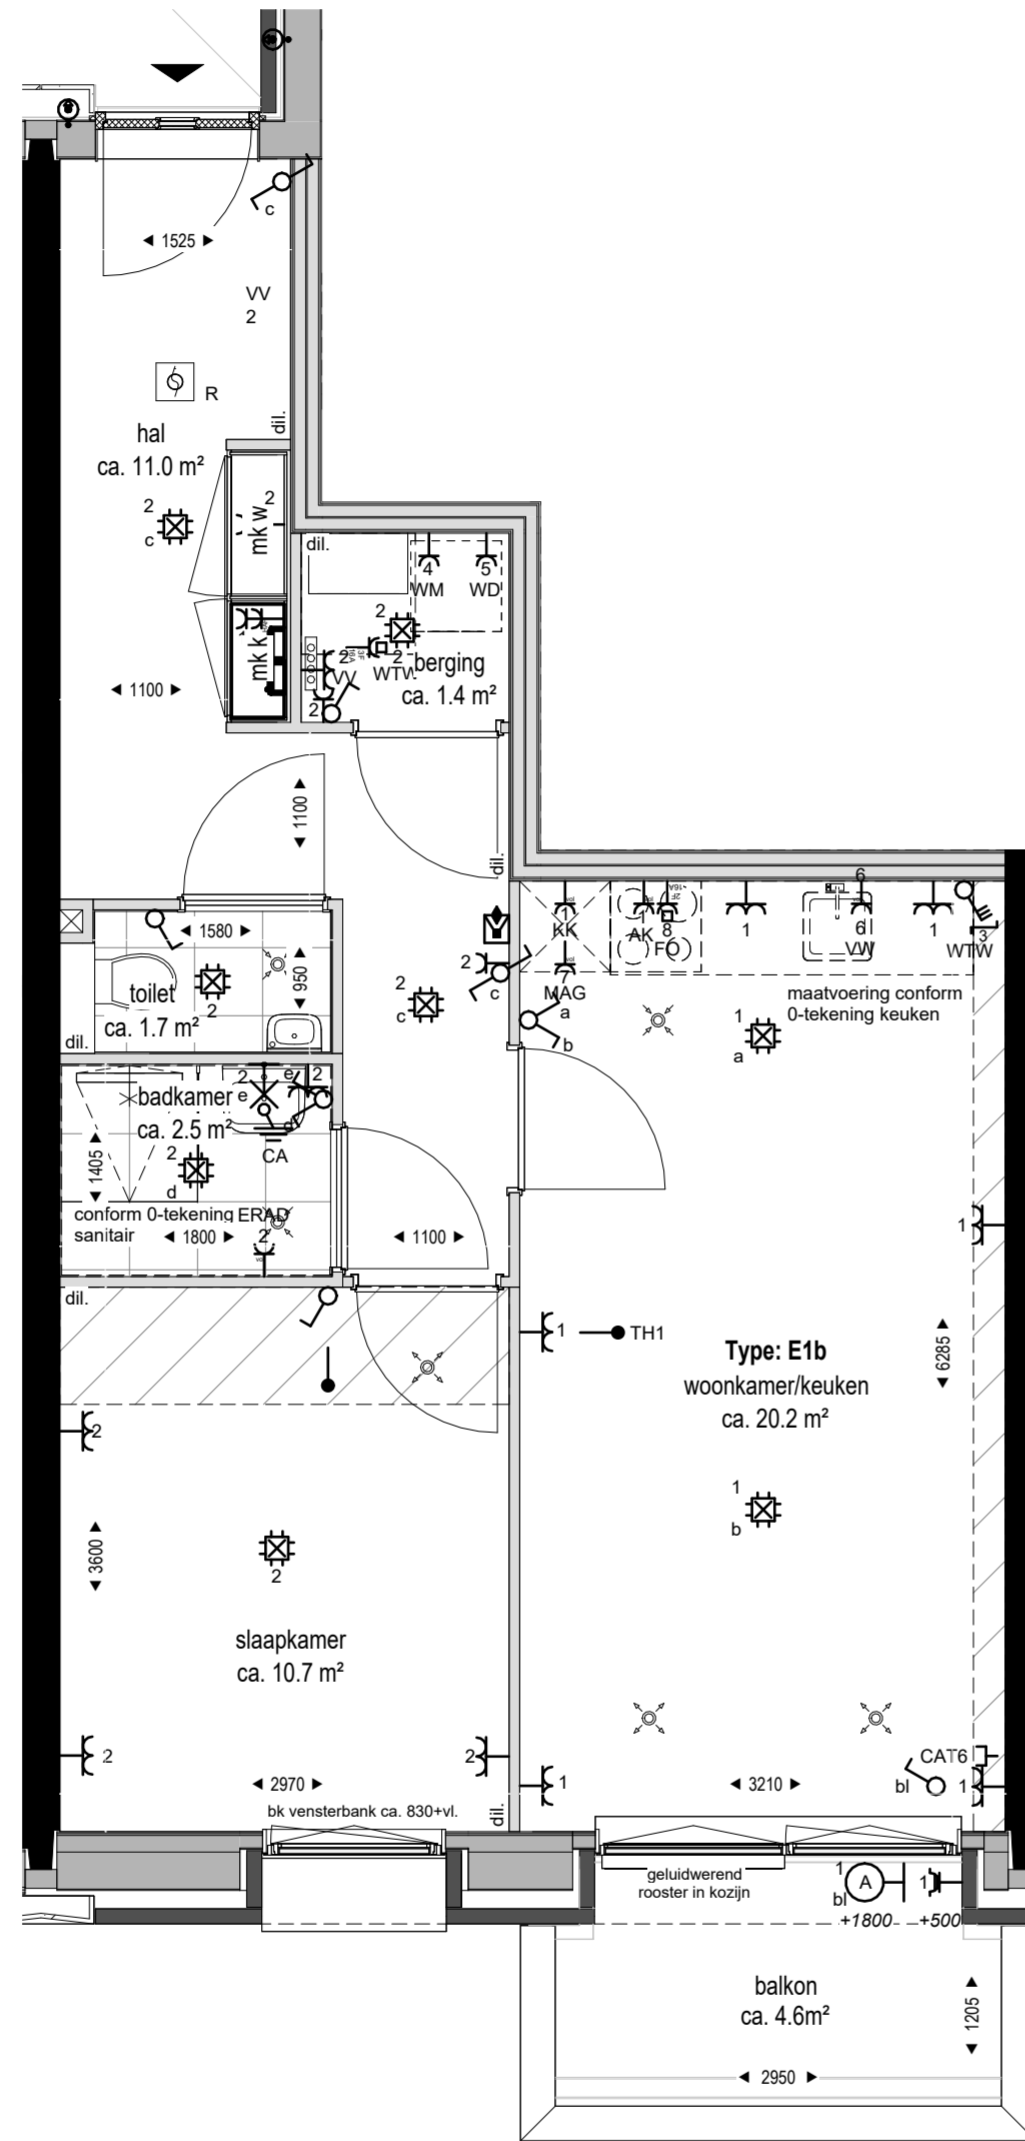 c
1525
VV
2
R
dil.
hal
ca. 11.0 m²
2
c
2
mk w
mk k
dil.
4
WM
5
WD
2
2
VV
2
WTW
berging
ca. 1.4 m²
2
1100
1100
dil.
1580
950
toilet
2
ca. 1.7 m²
dil.
2
c
2
c
1
KK
7
MAG
AK
8
FO
1
6
6
VW
1
3
WTW
maatvoering conform
0-tekening keuken
a
b
1
a
badkamer
ca. 2.5 m²
2
e
e
2
d
CA
1405
2
d
conform 0-tekening ERAD
sanitair
1800
2
1100
dil.
1
1
TH1
Type: E1b
woonkamer/keuken
ca. 20.2 m²
6285
2
1
b
3600
2
slaapkamer
ca. 10.7 m²
2
2
2970
bk vensterbank ca. 830+vl.
dil.
1
3210
CAT6
bl
1
geluidwerend
rooster in kozijn
1
bl
A
1
+1800
+500
balkon
ca. 4.6m²
1205
2950